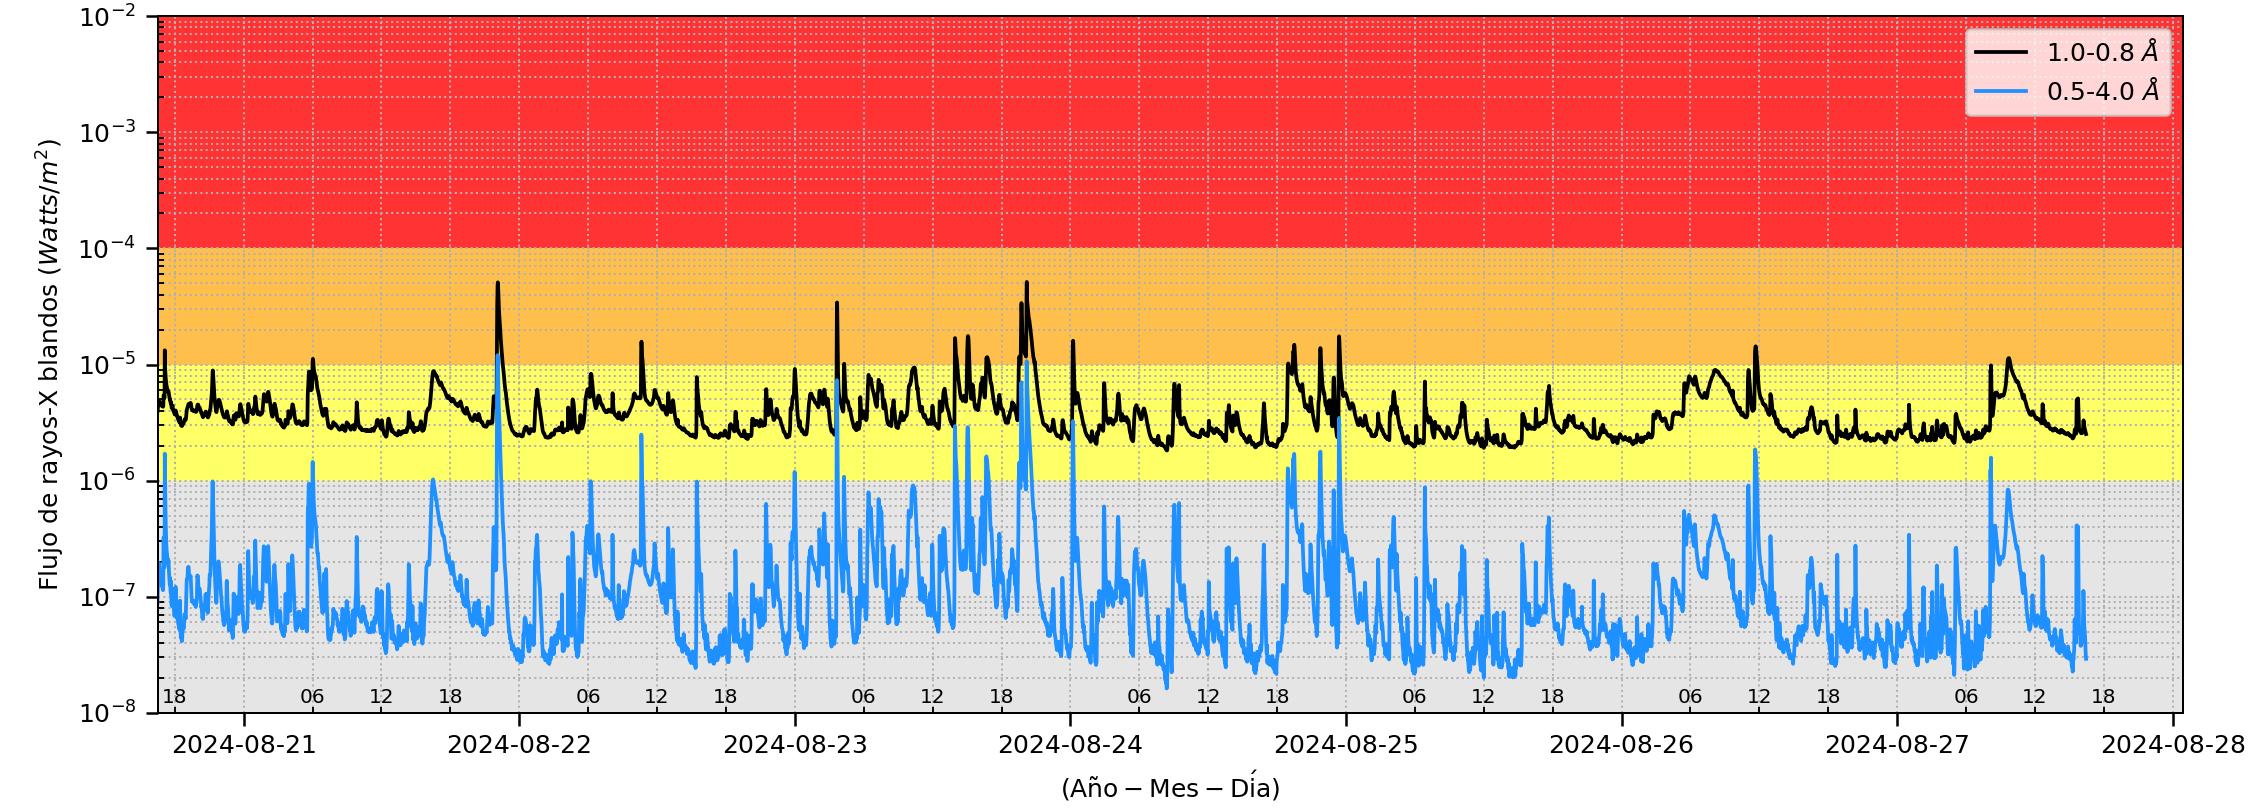 10−2
10−3
10−4
10−5
10−6
10−7
10−8
Flujo de rayos-X blandos (Watts/m2)
1.0-0.8 Å
0.5-4.0 Å
18 06 12 18 06 12 18 06 12 18 06 12 18 06 12 18 06 12 18 06 12 18
2024-08-21 2024-08-22 2024-08-23 2024-08-24 2024-08-25 2024-08-26 2024-08-27 2024-08-28
(Año − Mes − Día)